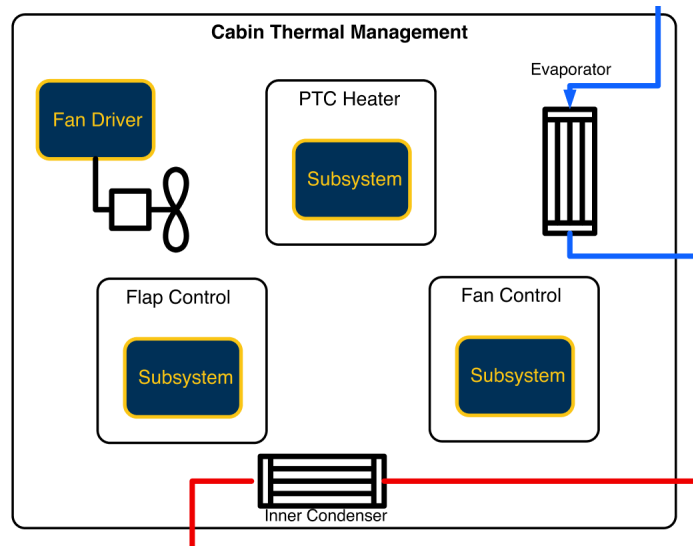 Cabin Thermal Management
Evaporator
Fan Driver
PTC Heater
Subsystem
Flap Control
Subsystem
Fan Control
Subsystem
Inner Condenser